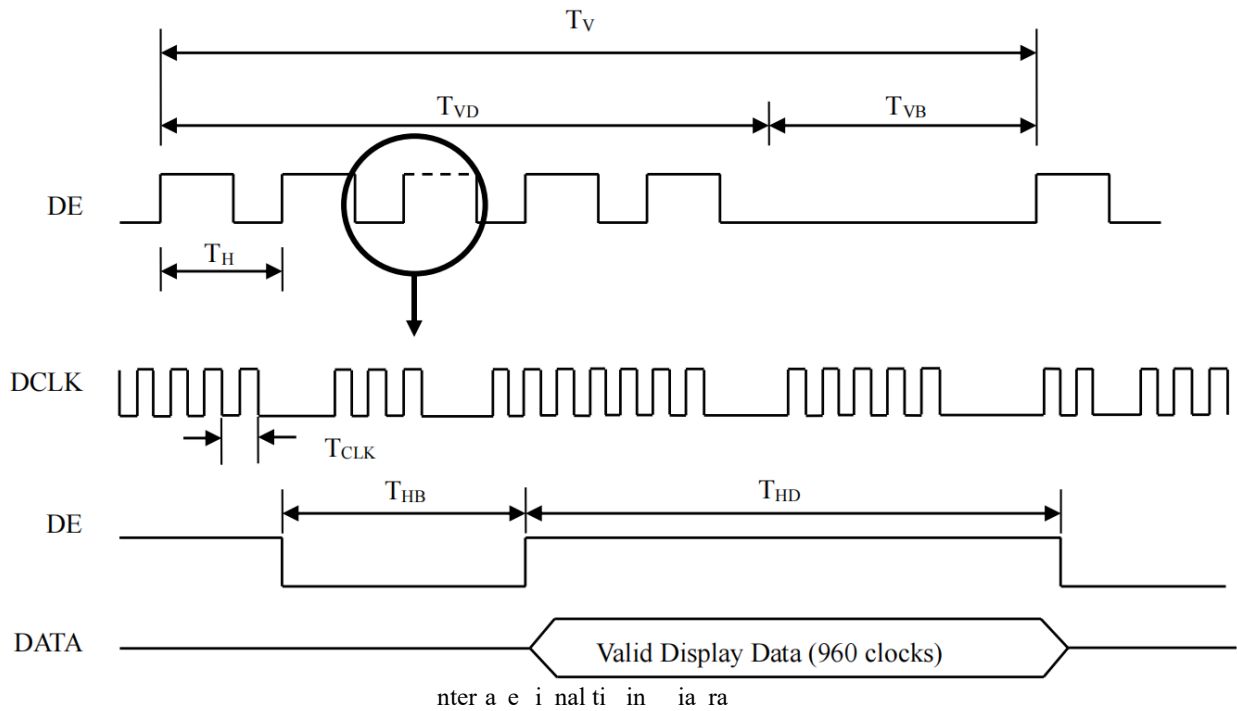 TV
TVD TVB
DE
TH
DCLK
TCLK
THB THD
DE
DATA
Valid Display Data (960 clocks)